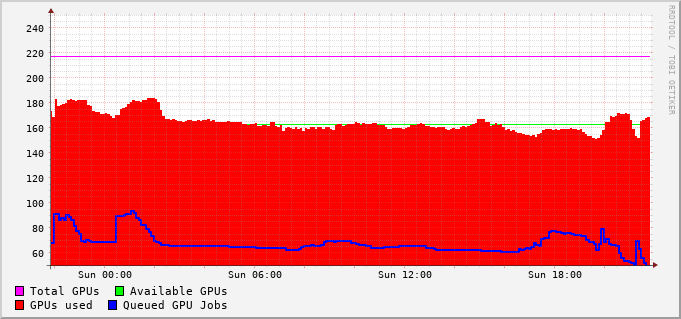 240
220
200
180
160
140
120
100
80
60
Sun 00:00 Sun 06:00 Sun 12:00 Sun 18:00
Total GPUs Available GPUs
GPUs used Queued GPU Jobs
RRDTOOL / TOBI OETIKER